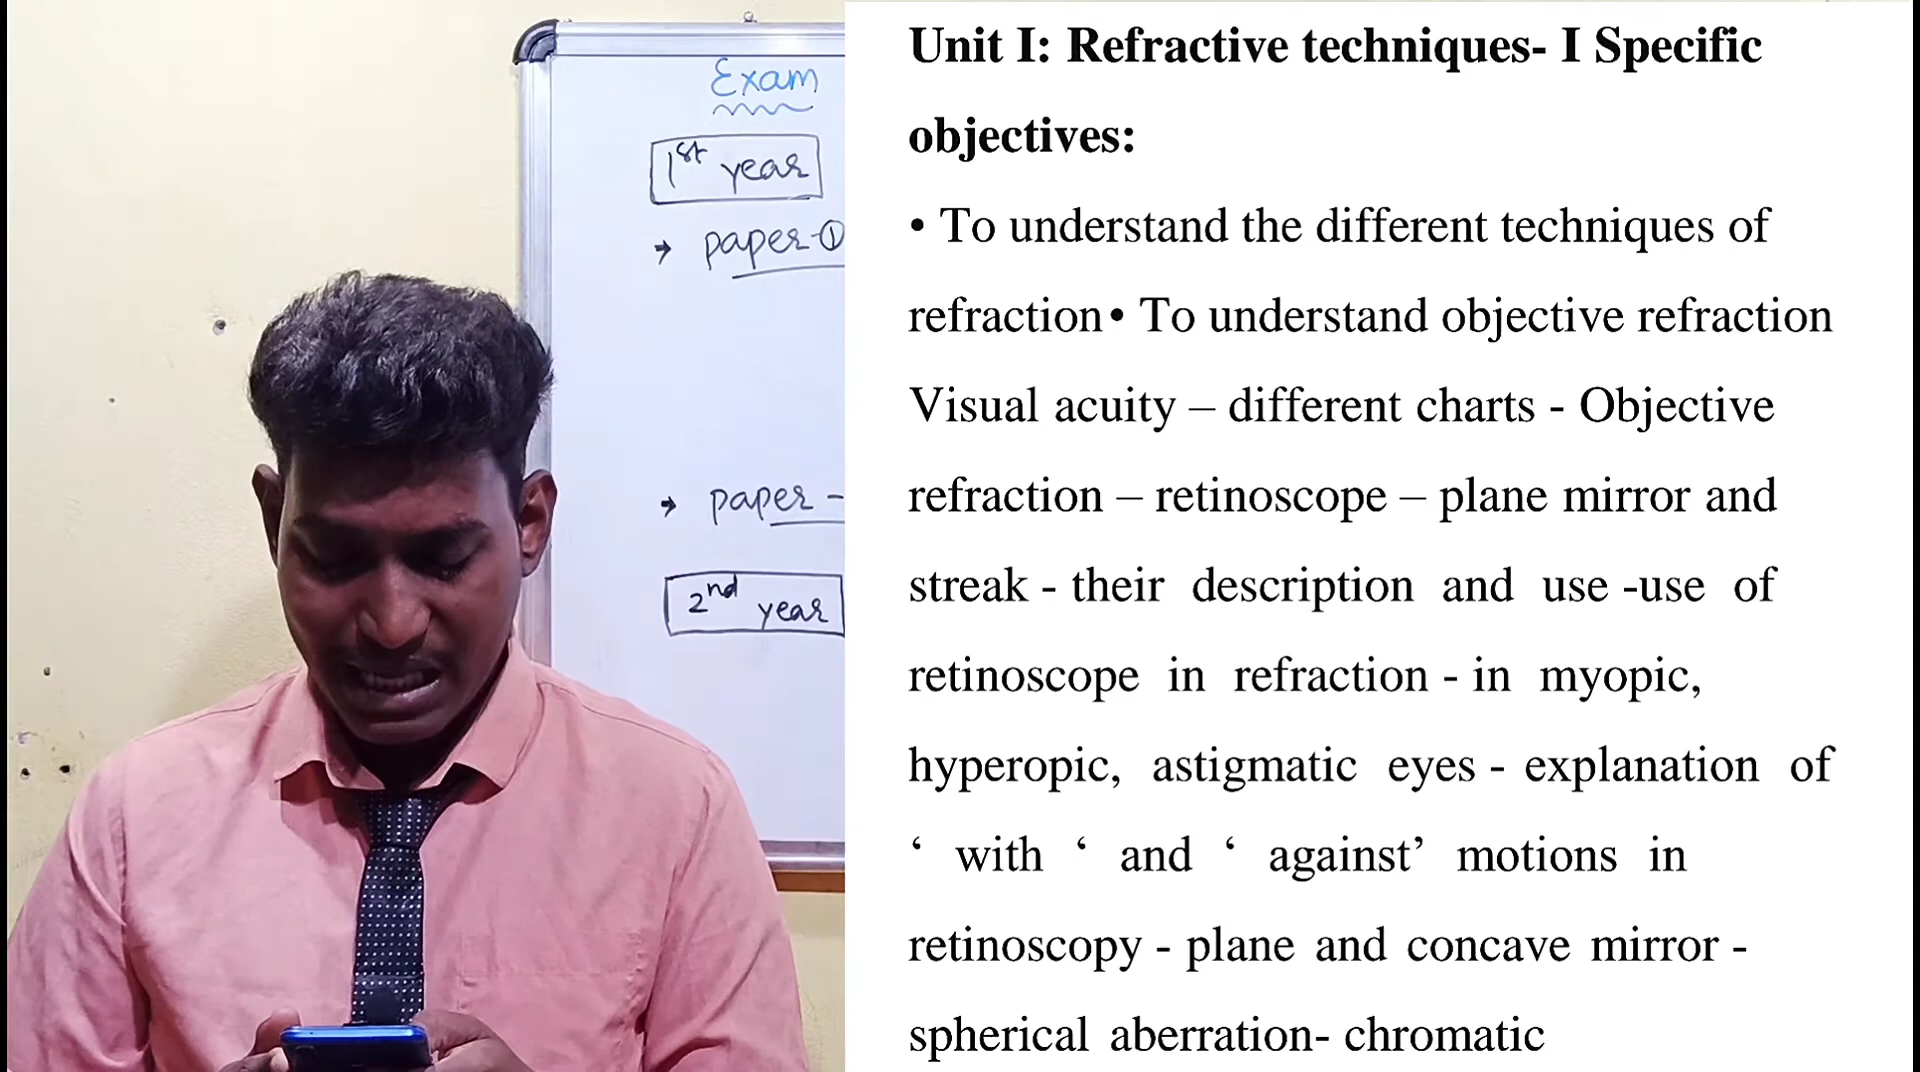 Exam
1st year
→ paper-①
→ paper -
2nd year
Unit I: Refractive techniques- I Specific
objectives:
• To understand the different techniques of
refraction• To understand objective refraction
Visual acuity – different charts - Objective
refraction – retinoscope – plane mirror and
streak - their description and use -use of
retinoscope in refraction - in myopic,
hyperopic, astigmatic eyes - explanation of
‘ with ‘ and ‘ against’ motions in
retinoscopy - plane and concave mirror -
spherical aberration- chromatic